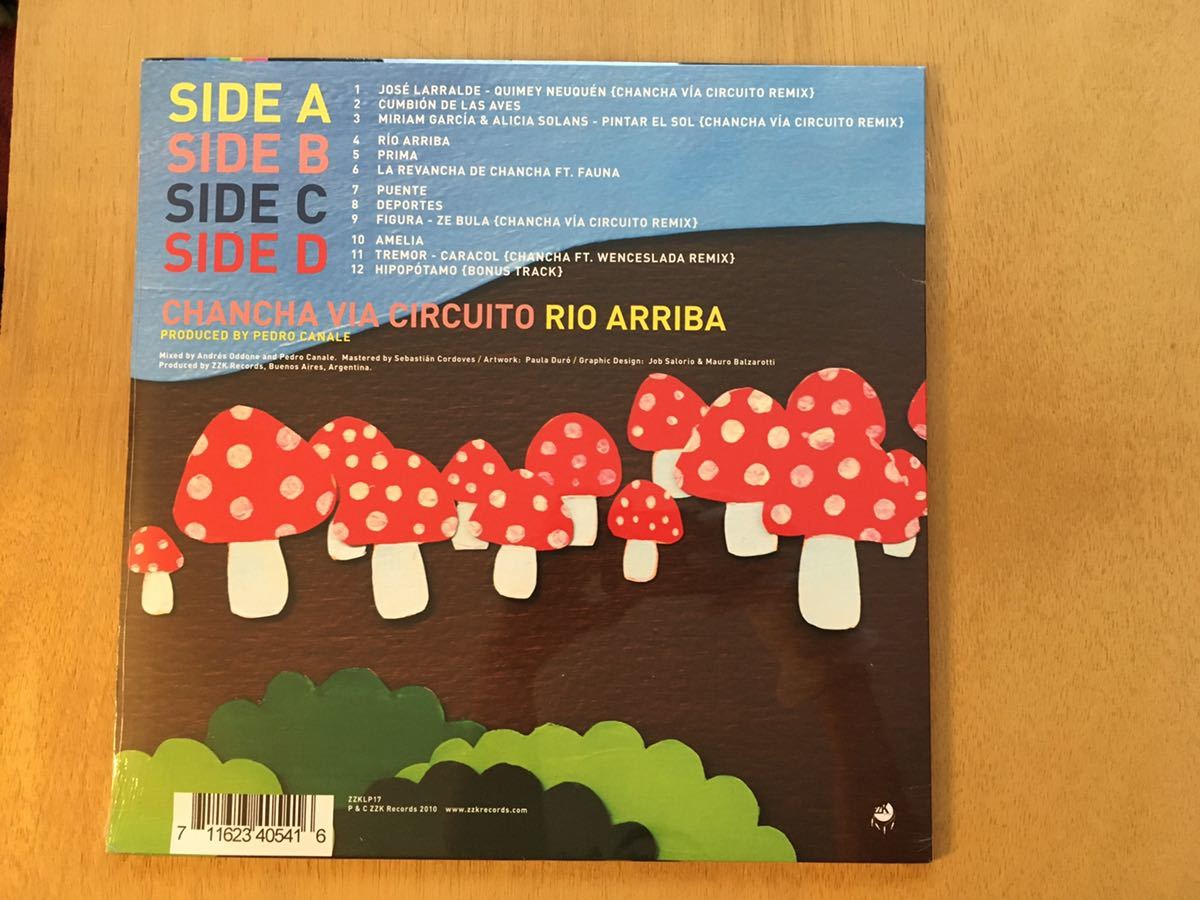 SIDE A
1 JOSÉ LARRALDE - QUIMEY NEUQUÉN {CHANCHA VÍA CIRCUITO REMIX}
2 CUMBIÓN DE LAS AVES
3 MIRIAM GARCÍA & ALICIA SOLANS - PINTAR EL SOL {CHANCHA VÍA CIRCUITO REMIX}
SIDE B
4 RÍO ARRIBA
5 PRIMA
6 LA REVANCHA DE CHANCHA FT. FAUNA
SIDE C
7 PUENTE
8 DEPORTES
9 FIGURA - ZE BULA {CHANCHA VÍA CIRCUITO REMIX}
SIDE D
10 AMELIA
11 TREMOR - CARACOL {CHANCHA FT. WENCESLADA REMIX}
12 HIPOPÓTAMO {BONUS TRACK}
CHANCHA VIA CIRCUITO RIO ARRIBA
PRODUCED BY PEDRO CANALE
Mixed by Andrés Oddone and Pedro Canale. Mastered by Sebastián Cordoves / Artwork: Paula Duró / Graphic Design: Job Salorio & Mauro Balzarotti
Produced by ZZK Records, Buenos Aires, Argentina.
ZZKLP17
P & C ZZK Records 2010 www.zzkrecords.com
7 11623 40541 6
ZZK